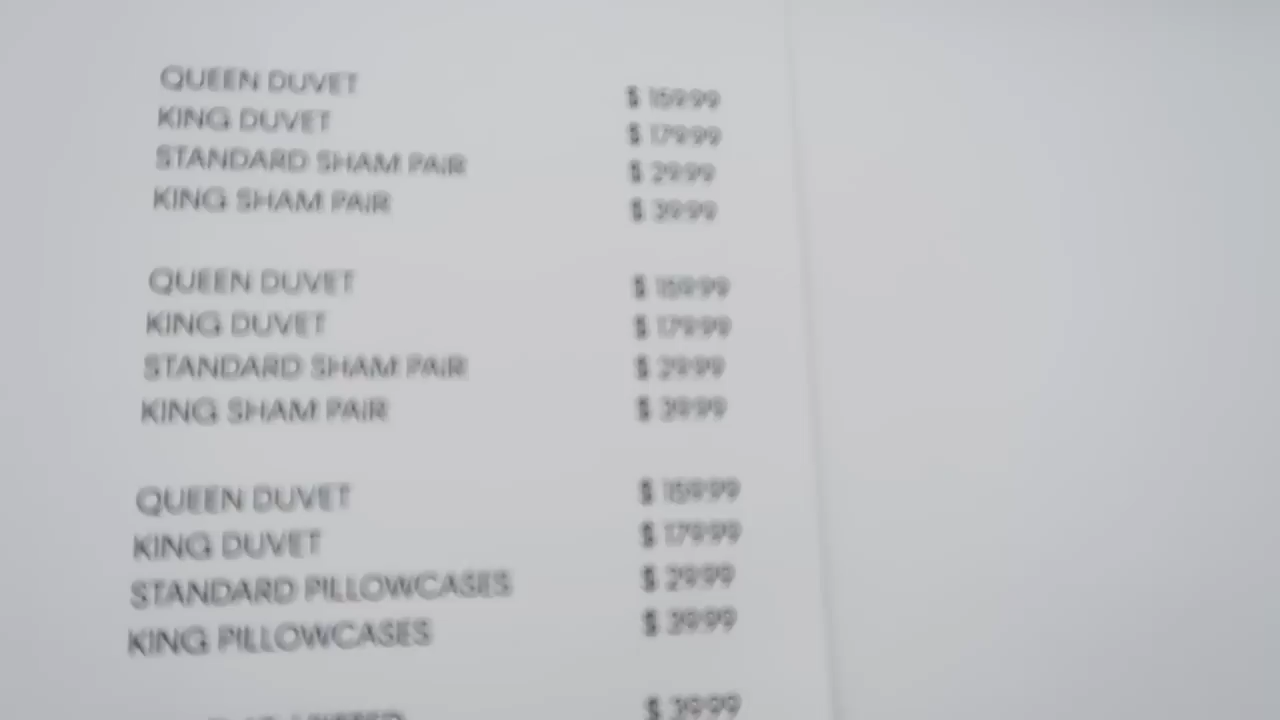 QUEEN DUVET $ 159.99
KING DUVET $ 179.99
STANDARD SHAM PAIR $ 29.99
KING SHAM PAIR $ 39.99
QUEEN DUVET $ 159.99
KING DUVET $ 179.99
STANDARD SHAM PAIR $ 29.99
KING SHAM PAIR $ 39.99
QUEEN DUVET $ 159.99
KING DUVET $ 179.99
STANDARD PILLOWCASES $ 29.99
KING PILLOWCASES $ 39.99
$ 39.99